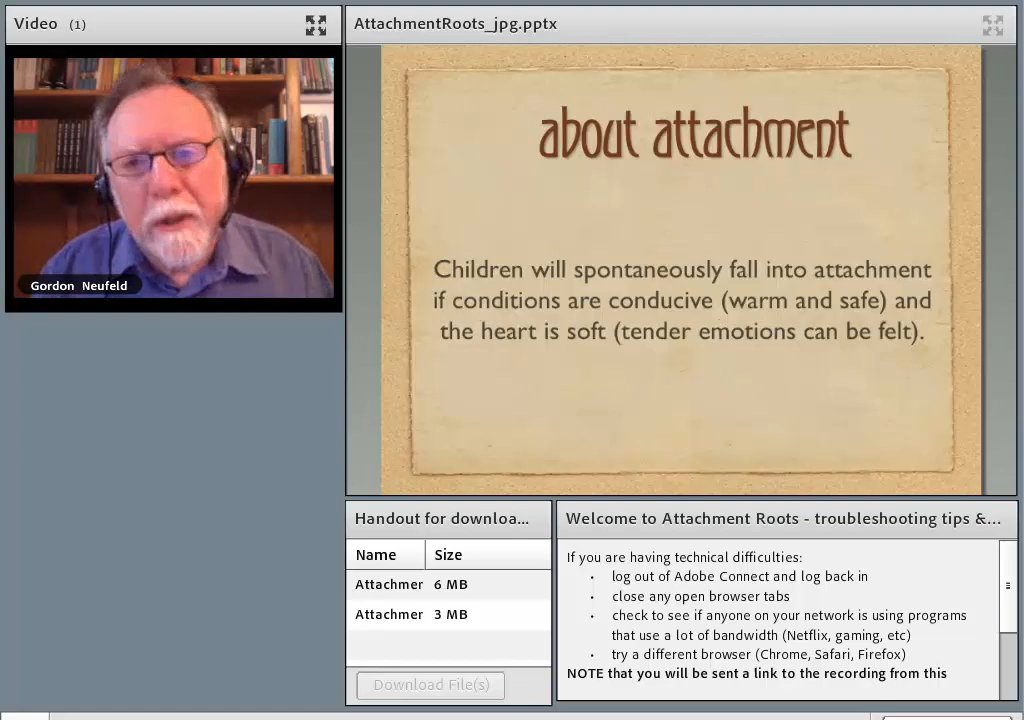 Video (1)
Gordon Neufeld
AttachmentRoots_jpg.pptx
about attachment
Children will spontaneously fall into attachment
if conditions are conducive (warm and safe) and
the heart is soft (tender emotions can be felt).
Handout for downloa...
Name Size
Attachmer 6 MB
Attachmer 3 MB
Download File(s)
Welcome to Attachment Roots - troubleshooting tips &...
If you are having technical difficulties:
• log out of Adobe Connect and log back in
• close any open browser tabs
• check to see if anyone on your network is using programs
that use a lot of bandwidth (Netflix, gaming, etc)
• try a different browser (Chrome, Safari, Firefox)
NOTE that you will be sent a link to the recording from this